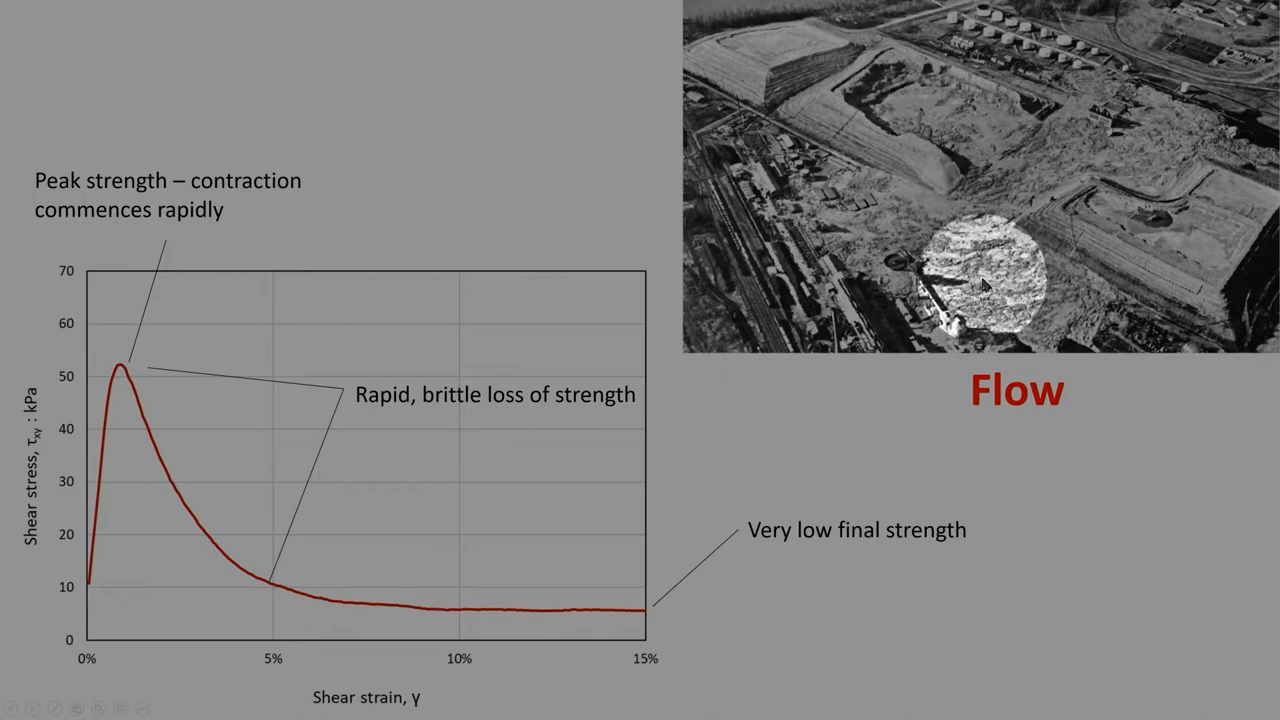 Peak strength – contraction
commences rapidly
Flow
Rapid, brittle loss of strength
Very low final strength
Shear stress, τxy : kPa
70
60
50
40
30
20
10
0
0% 5% 10% 15%
Shear strain, γ